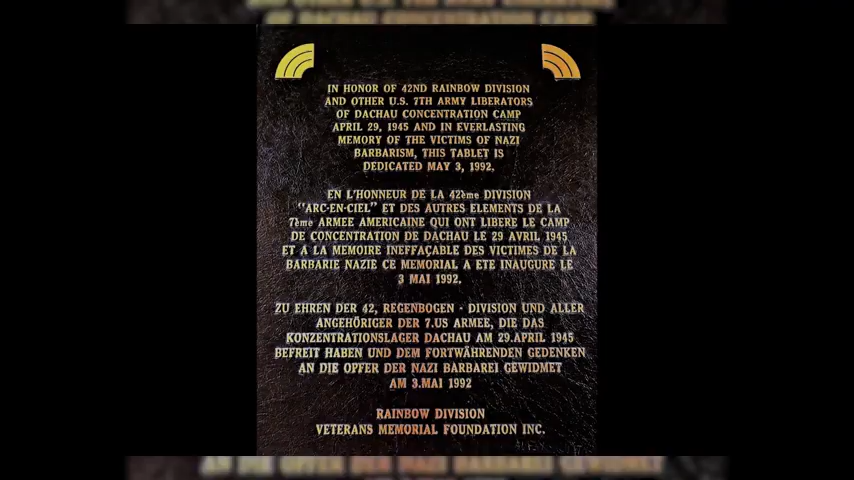 IN HONOR OF 42ND RAINBOW DIVISION
AND OTHER U.S. 7TH ARMY LIBERATORS
OF DACHAU CONCENTRATION CAMP
APRIL 29, 1945 AND IN EVERLASTING
MEMORY OF THE VICTIMS OF NAZI
BARBARISM, THIS TABLET IS
DEDICATED MAY 3, 1992.
EN L'HONNEUR DE LA 42ème DIVISION
"ARC-EN-CIEL" ET DES AUTRES ELEMENTS DE LA
7ème ARMEE AMERICAINE QUI ONT LIBERE LE CAMP
DE CONCENTRATION DE DACHAU LE 29 AVRIL 1945
ET A LA MEMOIRE INEFFAÇABLE DES VICTIMES DE LA
BARBARIE NAZIE CE MEMORIAL A ETE INAUGURE LE
3 MAI 1992.
ZU EHREN DER 42, REGENBOGEN - DIVISION UND ALLER
ANGEHÖRIGER DER 7.US ARMEE, DIE DAS
KONZENTRATIONSLAGER DACHAU AM 29.APRIL 1945
BEFREIT HABEN UND DEM FORTWÄHRENDEN GEDENKEN
AN DIE OPFER DER NAZI BARBAREI GEWIDMET
AM 3.MAI 1992
RAINBOW DIVISION
VETERANS MEMORIAL FOUNDATION INC.